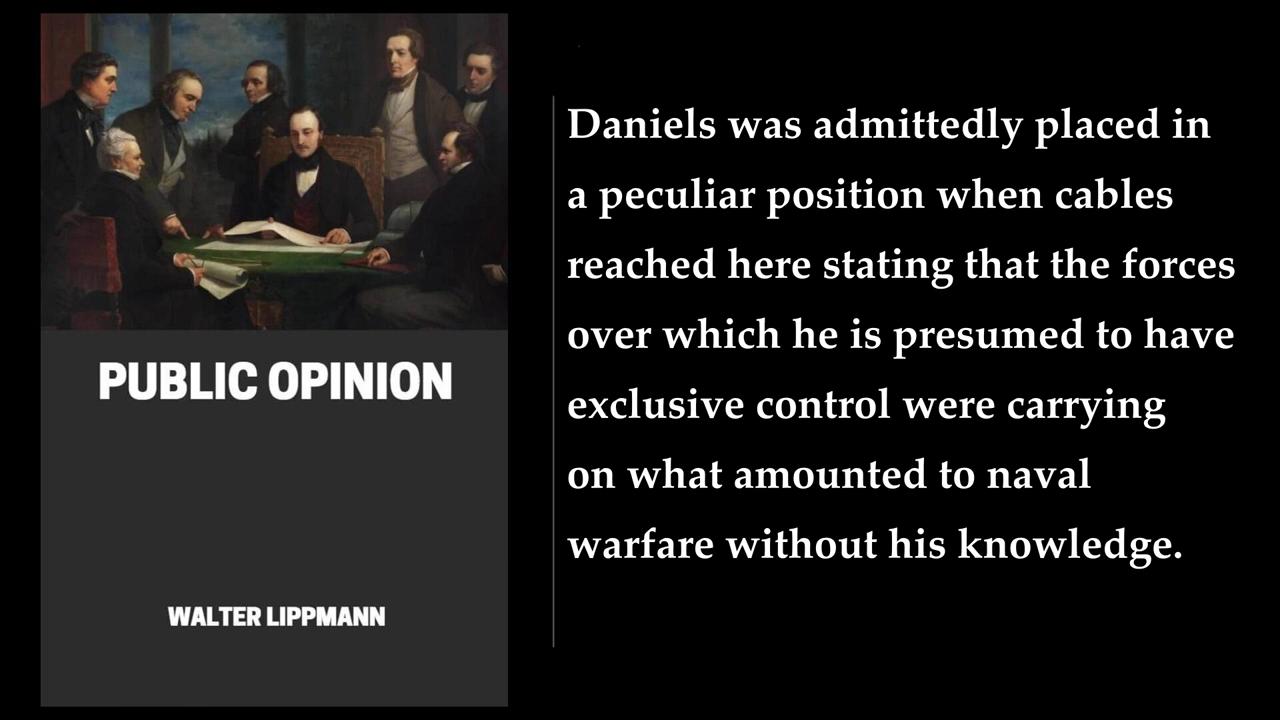 PUBLIC OPINION
WALTER LIPPMANN
Daniels was admittedly placed in
a peculiar position when cables
reached here stating that the forces
over which he is presumed to have
exclusive control were carrying
on what amounted to naval
warfare without his knowledge.